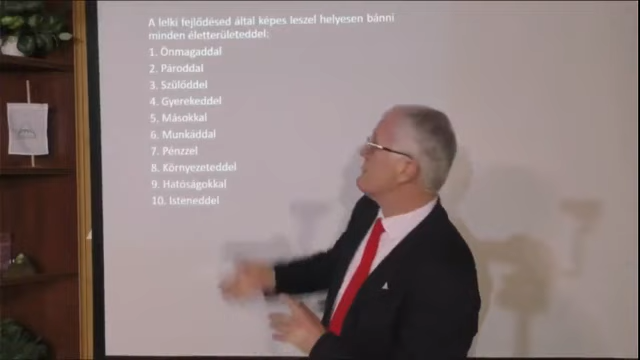 A lelki fejlődésed által képes leszel helyesen bánni
minden életterületeddel:
1. Önmagaddal
2. Pároddal
3. Szülőddel
4. Gyerekeddel
5. Másokkal
6. Munkáddal
7. Pénzzel
8. Környezeteddel
9. Hatóságokkal
10. Isteneddel